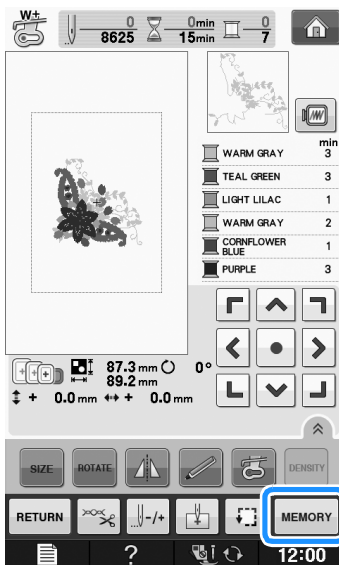 W+
0 0min 0
8625 15min 7
min
WARM GRAY 3
TEAL GREEN 3
LIGHT LILAC 1
WARM GRAY 2
CORNFLOWER
BLUE 1
PURPLE 3
87.3 mm 0°
89.2 mm
+ 0.0 mm + 0.0 mm
SIZE ROTATE DENSITY
RETURN -/+ MEMORY
? 12:00